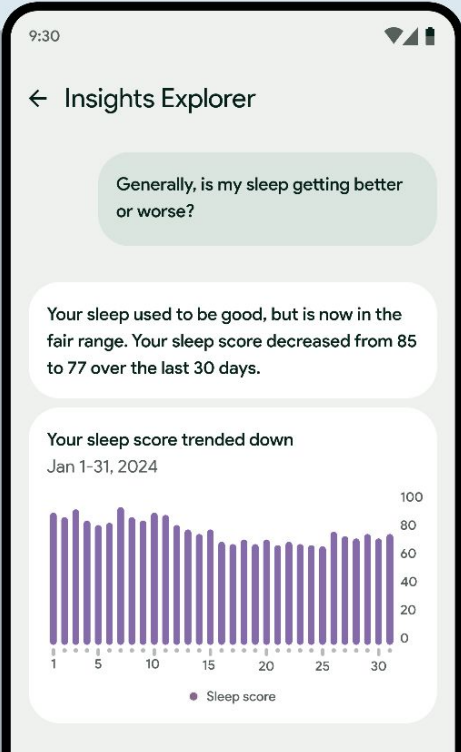 9:30
Insights Explorer
Generally, is my sleep getting better
or worse?
Your sleep used to be good, but is now in the
fair range. Your sleep score decreased from 85
to 77 over the last 30 days.
Your sleep score trended down
Jan 1-31, 2024
100
80
60
40
20
0
1 5 10 15 20 25 30
Sleep score